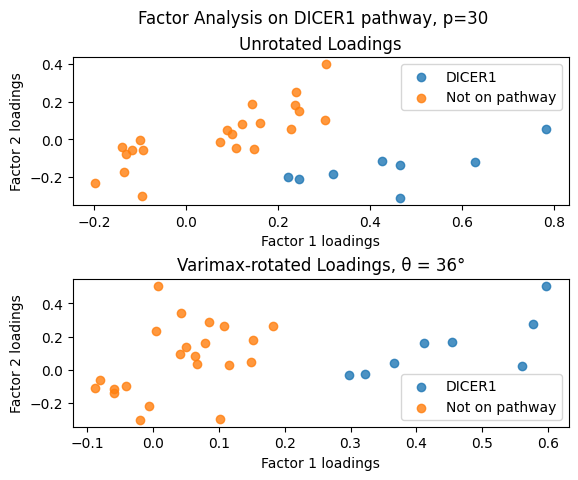 Factor Analysis on DICER1 pathway, p=30
Unrotated Loadings
Factor 2 loadings
0.4
0.2
0.0
−0.2
DICER1
Not on pathway
−0.2
0.0
0.2
0.4
0.6
0.8
Factor 1 loadings
Varimax-rotated Loadings, θ = 36°
Factor 2 loadings
0.4
0.2
0.0
−0.2
DICER1
Not on pathway
−0.1
0.0
0.1
0.2
0.3
0.4
0.5
0.6
Factor 1 loadings